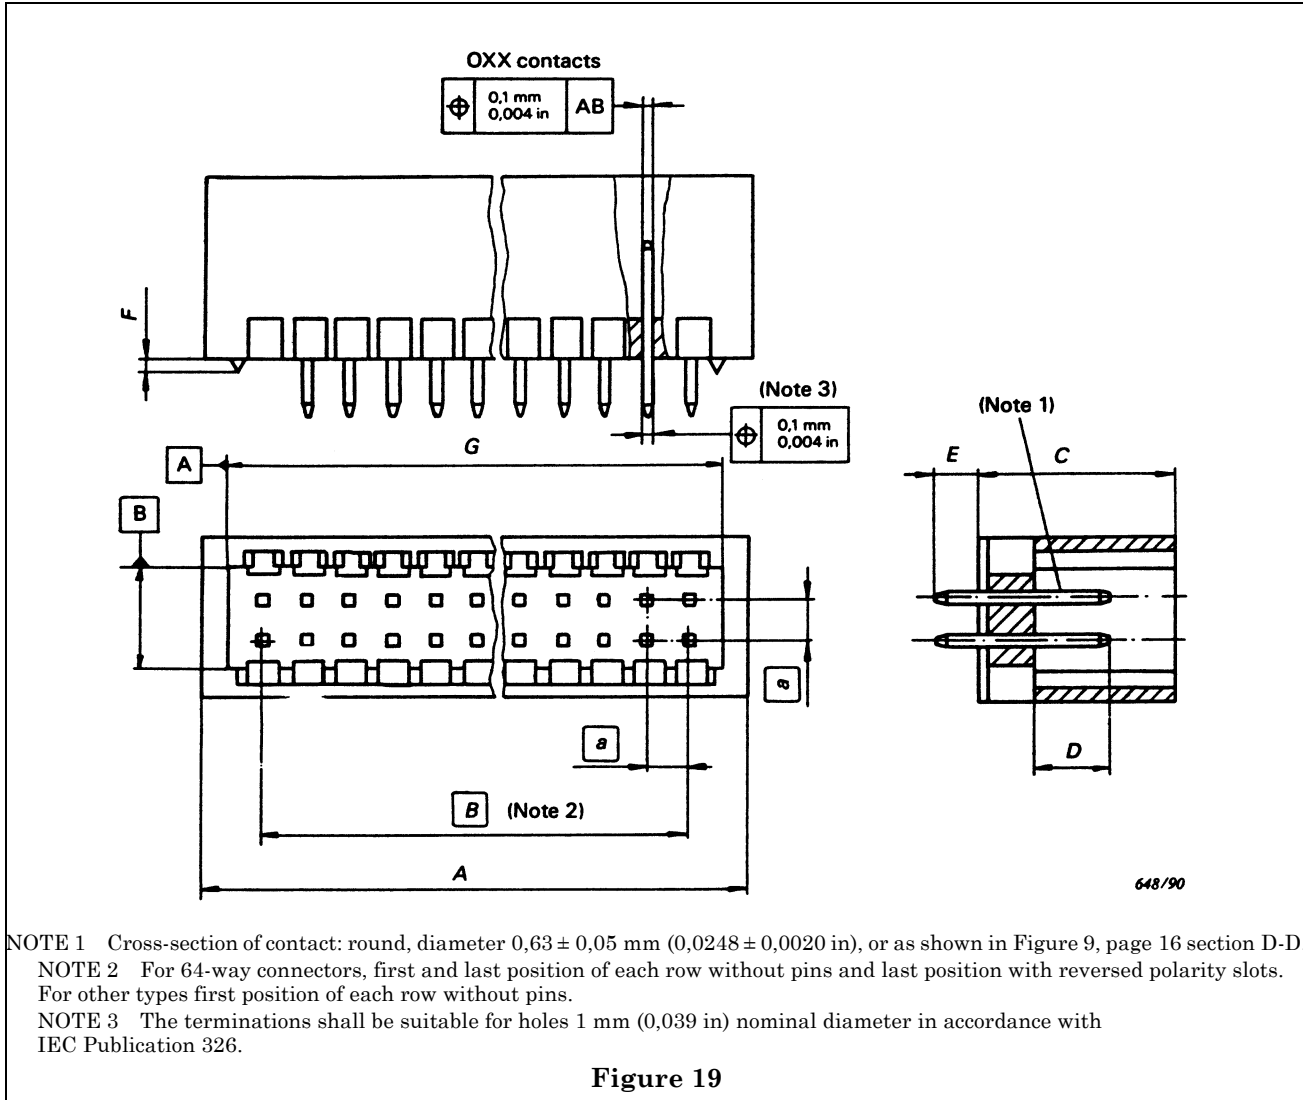 OXX contacts
0,1 mm
0,004 in
AB
F
(Note 3)
0,1 mm
0,004 in
(Note 1)
G
A
B
E
C
a
a
D
B (Note 2)
A
648/90
NOTE 1 Cross-section of contact: round, diameter 0,63 ± 0,05 mm (0,0248 ± 0,0020 in), or as shown in Figure 9, page 16 section D-D.
NOTE 2 For 64-way connectors, first and last position of each row without pins and last position with reversed polarity slots.
For other types first position of each row without pins.
NOTE 3 The terminations shall be suitable for holes 1 mm (0,039 in) nominal diameter in accordance with
IEC Publication 326.
Figure 19